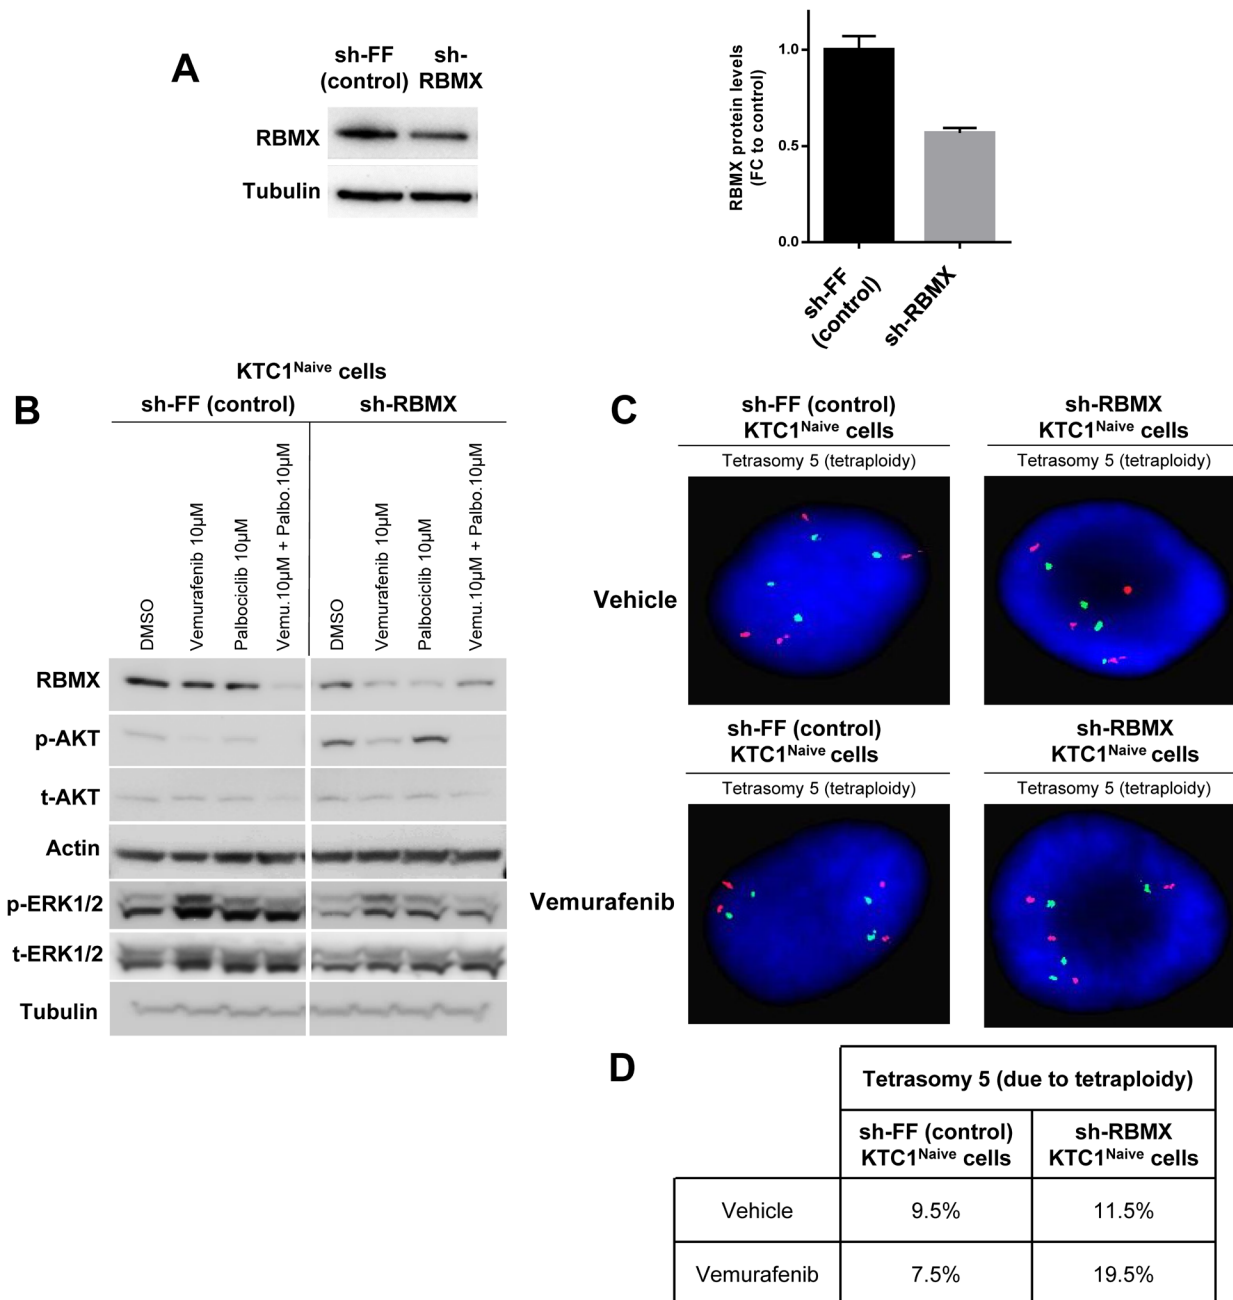 A
sh-FF
(control)
sh-
RBMX
RBMX
Tubulin
RBMX protein levels
(FC to control)
1.0
0.5
0.0
sh-FF
(control)
sh-RBMX
B
KTC1Naive cells
sh-FF (control)
sh-RBMX
DMSO
Vemurafenib 10µM
Palbociclib 10µM
Vemu.10µM + Palbo.10µM
DMSO
Vemurafenib 10µM
Palbociclib 10µM
Vemu.10µM + Palbo.10µM
RBMX
p-AKT
t-AKT
Actin
p-ERK1/2
t-ERK1/2
Tubulin
C
sh-FF (control)
KTC1Naive cells
Tetrasomy 5 (tetraploidy)
sh-RBMX
KTC1Naive cells
Tetrasomy 5 (tetraploidy)
Vehicle
sh-FF (control)
KTC1Naive cells
Tetrasomy 5 (tetraploidy)
sh-RBMX
KTC1Naive cells
Tetrasomy 5 (tetraploidy)
Vemurafenib
D
Tetrasomy 5 (due to tetraploidy)
sh-FF (control)
KTC1Naive cells
sh-RBMX
KTC1Naive cells
Vehicle
9.5%
11.5%
Vemurafenib
7.5%
19.5%